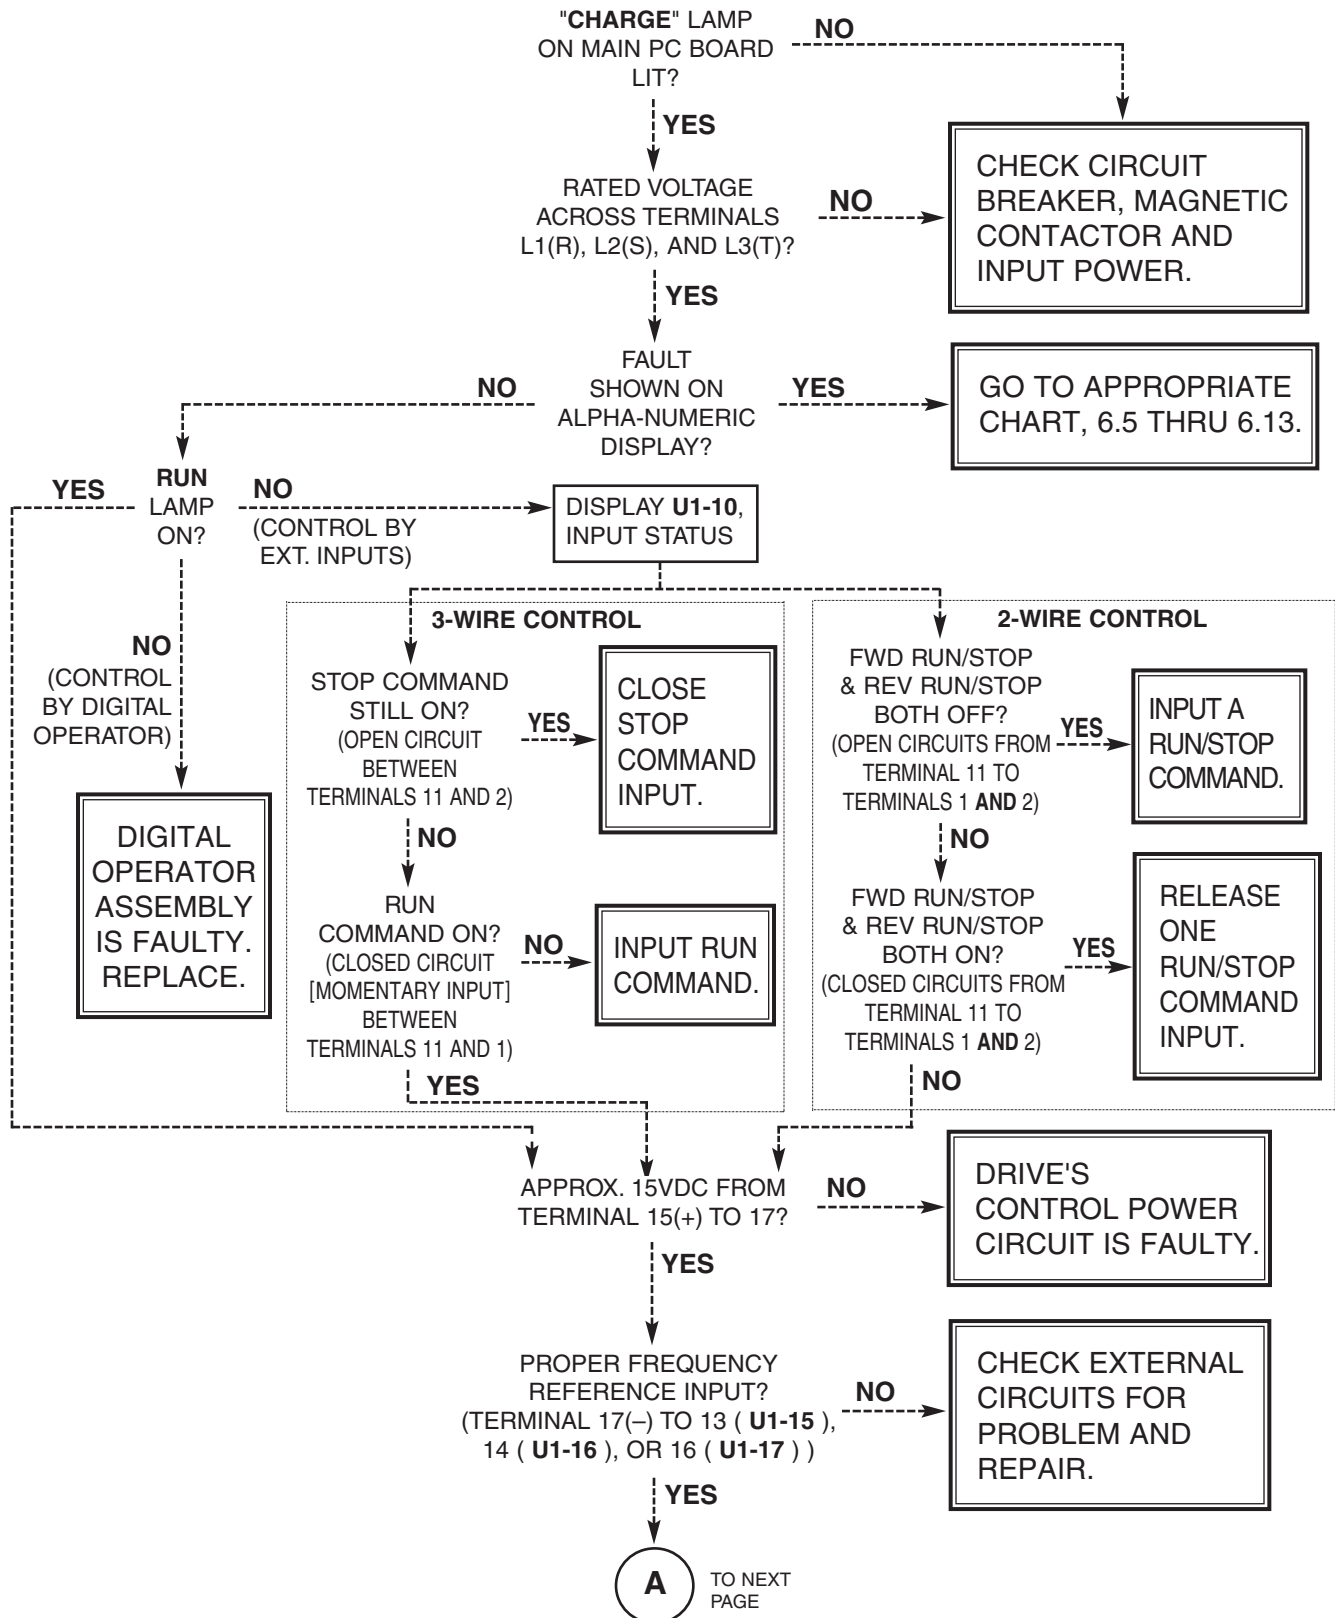 "CHARGE" LAMP
ON MAIN PC BOARD
LIT?
NO
YES
CHECK CIRCUIT
BREAKER, MAGNETIC
CONTACTOR AND
INPUT POWER.
RATED VOLTAGE
ACROSS TERMINALS
L1(R), L2(S), AND L3(T)?
NO
YES
FAULT
SHOWN ON
ALPHA-NUMERIC
DISPLAY?
NO
YES
GO TO APPROPRIATE
CHART, 6.5 THRU 6.13.
RUN
LAMP
ON?
YES
NO
(CONTROL BY
EXT. INPUTS)
DISPLAY U1-10,
INPUT STATUS
NO
(CONTROL
BY DIGITAL
OPERATOR)
DIGITAL
OPERATOR
ASSEMBLY
IS FAULTY.
REPLACE.
3-WIRE CONTROL
STOP COMMAND
STILL ON?
(OPEN CIRCUIT
BETWEEN
TERMINALS 11 AND 2)
YES
CLOSE
STOP
COMMAND
INPUT.
NO
RUN
COMMAND ON?
(CLOSED CIRCUIT
[MOMENTARY INPUT]
BETWEEN
TERMINALS 11 AND 1)
NO
INPUT RUN
COMMAND.
YES
2-WIRE CONTROL
FWD RUN/STOP
& REV RUN/STOP
BOTH OFF?
(OPEN CIRCUITS FROM
TERMINAL 11 TO
TERMINALS 1 AND 2)
YES
INPUT A
RUN/STOP
COMMAND.
NO
FWD RUN/STOP
& REV RUN/STOP
BOTH ON?
(CLOSED CIRCUITS FROM
TERMINAL 11 TO
TERMINALS 1 AND 2)
YES
RELEASE
ONE
RUN/STOP
COMMAND
INPUT.
NO
APPROX. 15VDC FROM
TERMINAL 15(+) TO 17?
NO
DRIVE'S
CONTROL POWER
CIRCUIT IS FAULTY.
YES
PROPER FREQUENCY
REFERENCE INPUT?
(TERMINAL 17(–) TO 13 ( U1-15 ),
14 ( U1-16 ), OR 16 ( U1-17 ) )
NO
CHECK EXTERNAL
CIRCUITS FOR
PROBLEM AND
REPAIR.
YES
A
TO NEXT
PAGE